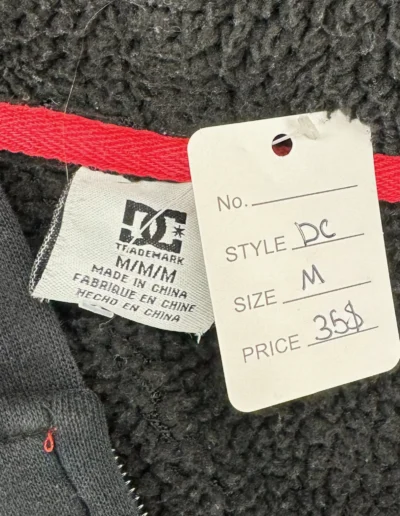 DC
TRADEMARK
M/M/M
MADE IN CHINA
FABRIQUE EN CHINE
HECHO EN CHINA
No.
STYLE DC
SIZE M
PRICE 35$